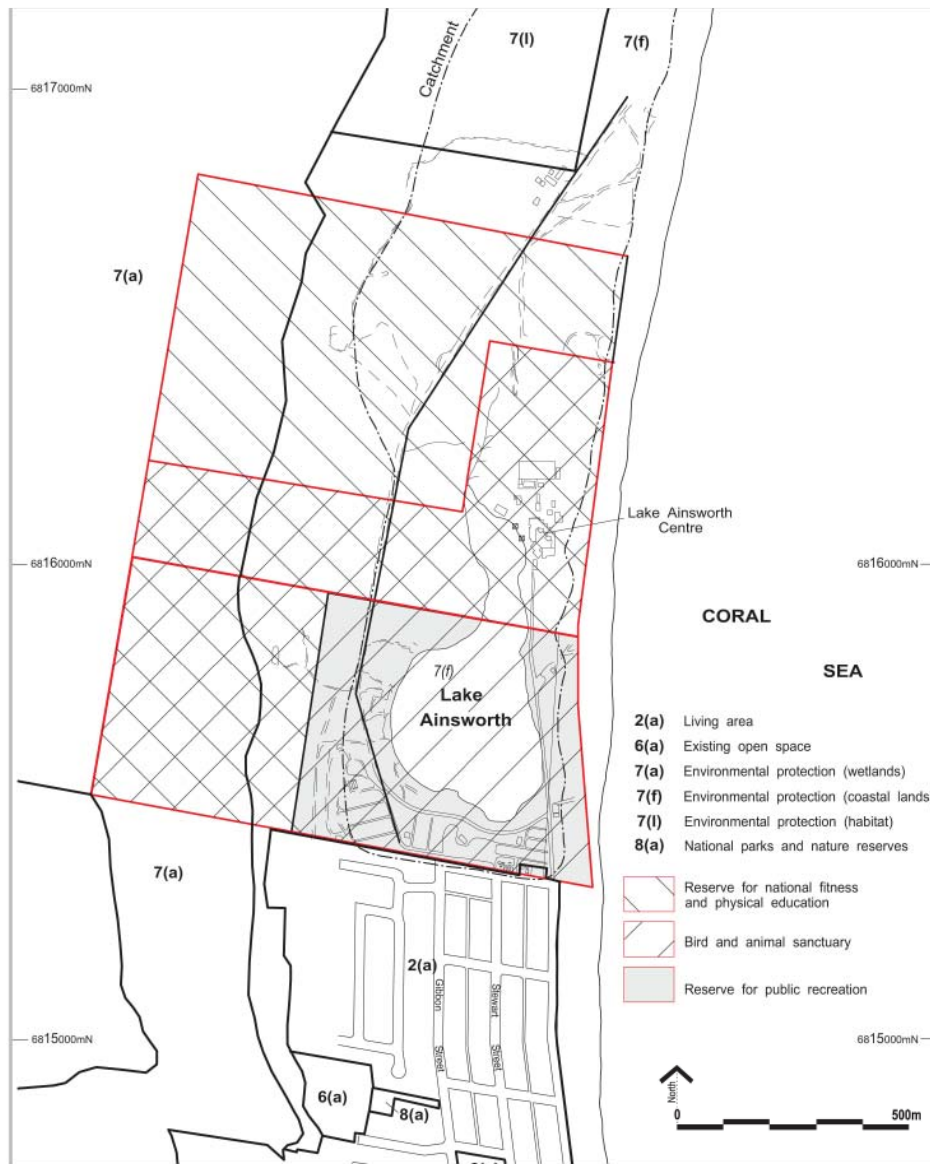 7(l)
7(f)
Catchment
6817000mN
7(a)
Lake Ainsworth
Centre
6816000mN
6816000mN
CORAL
SEA
7(f)
Lake
Ainsworth
2(a) Living area
6(a) Existing open space
7(a) Environmental protection (wetlands)
7(f) Environmental protection (coastal lands
7(l) Environmental protection (habitat)
8(a) National parks and nature reserves
7(a)
Reserve for national fitness
and physical education
Bird and animal sanctuary
Reserve for public recreation
2(a)
Gibbon
Street
Stewart
Street
6815000mN
6815000mN
North
0
500m
6(a)
8(a)